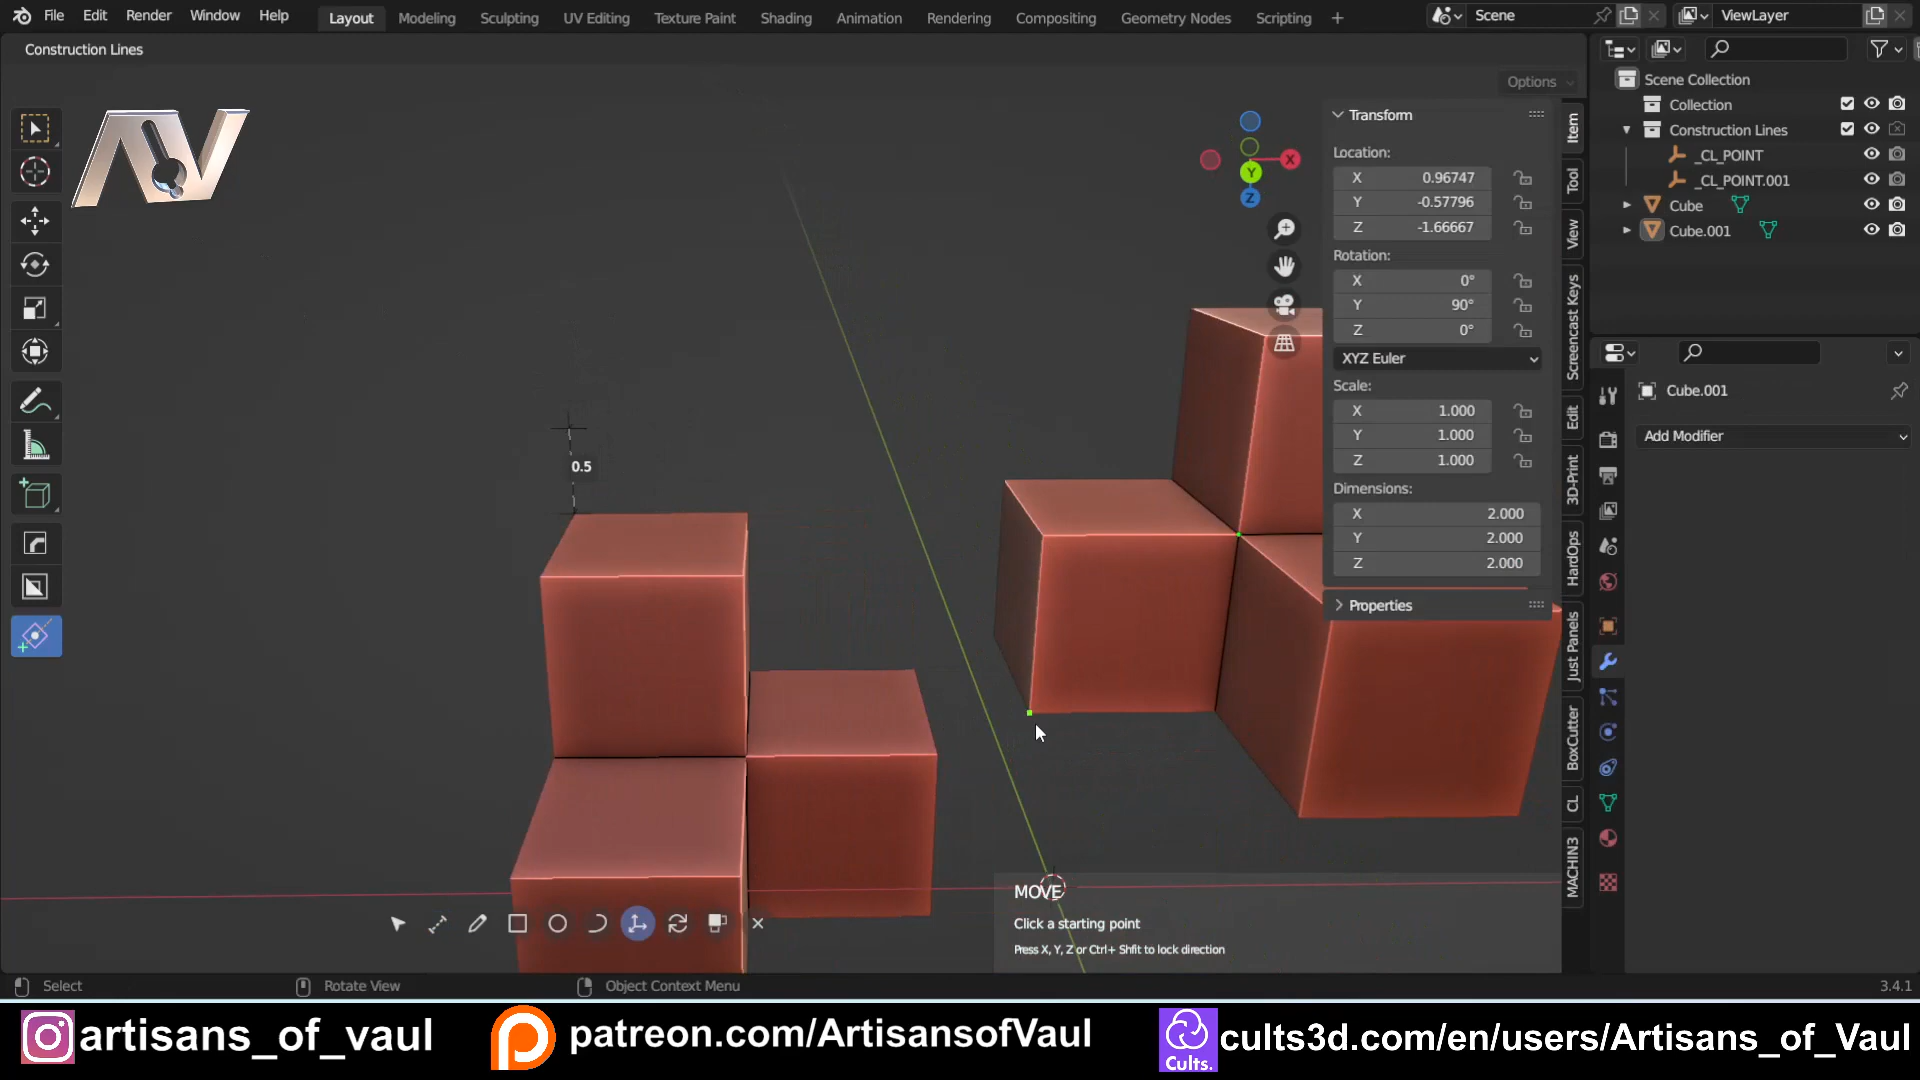 File Edit Render Window Help Layout Modeling Sculpting UV Editing Texture Paint Shading Animation Rendering Compositing Geometry Nodes Scripting + Scene ViewLayer
Construction Lines
Options
Scene Collection
Collection
Construction Lines
_CL_POINT
_CL_POINT.001
Cube
Cube.001
AV
X
Y
Z
Transform
Location:
X 0.96747
Y -0.57796
Z -1.66667
Rotation:
X 0°
Y 90°
Z 0°
XYZ Euler
Scale:
X 1.000
Y 1.000
Z 1.000
Dimensions:
X 2.000
Y 2.000
Z 2.000
Properties
Item
Tool
View
Screencast Keys
Edit
3D-Print
HardOps
Just Panels
BoxCutter
CL
MACHIN3
Cube.001
Add Modifier
0.5
MOVE
Click a starting point
Press X, Y, Z or Ctrl+ Shfit to lock direction
Select Rotate View Object Context Menu 3.4.1
artisans_of_vaul patreon.com/ArtisansofVaul Cults. cults3d.com/en/users/Artisans_of_Vaul